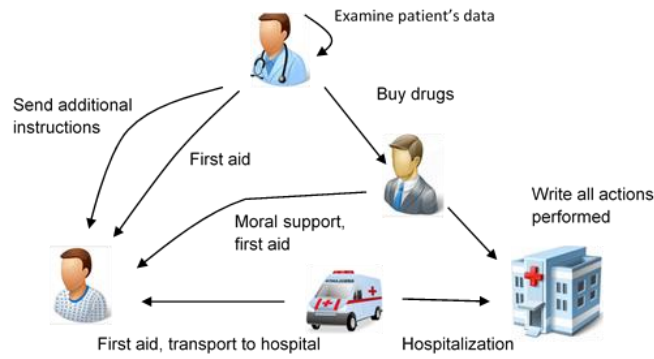 Examine patient's data
Send additional
instructions
Buy drugs
First aid
Write all actions
performed
Moral support,
first aid
First aid, transport to hospital
Hospitalization